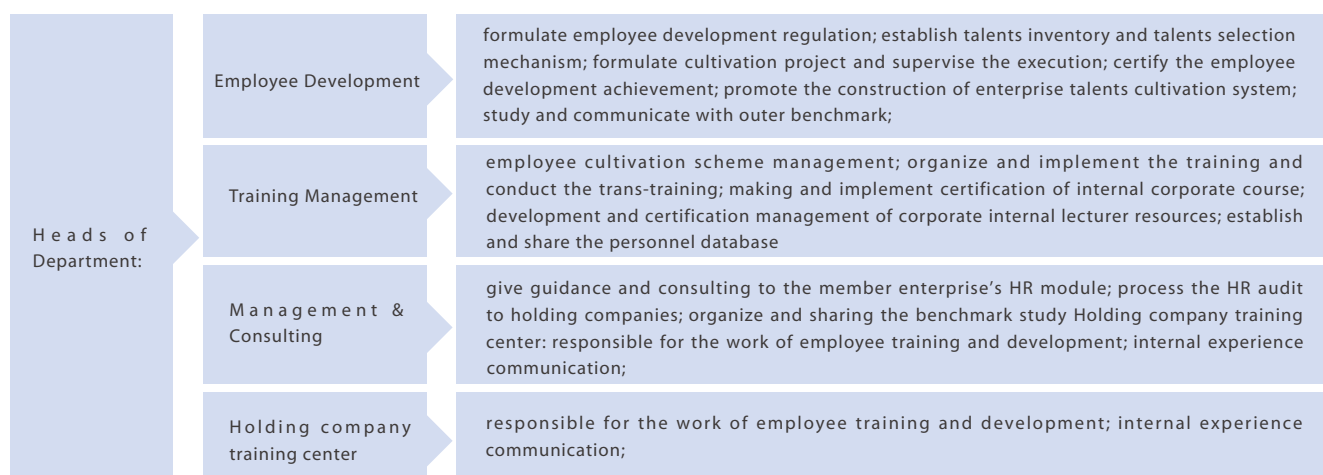 Heads of
Department:
Employee Development
formulate employee development regulation; establish talents inventory and talents selection
mechanism; formulate cultivation project and supervise the execution; certify the employee
development achievement; promote the construction of enterprise talents cultivation system;
study and communicate with outer benchmark;
Training Management
employee cultivation scheme management; organize and implement the training and
conduct the trans-training; making and implement certification of internal corporate course;
development and certification management of corporate internal lecturer resources; establish
and share the personnel database
Management &
Consulting
give guidance and consulting to the member enterprise's HR module; process the HR audit
to holding companies; organize and sharing the benchmark study Holding company training
center: responsible for the work of employee training and development; internal experience
communication;
Holding company
training center
responsible for the work of employee training and development; internal experience
communication;